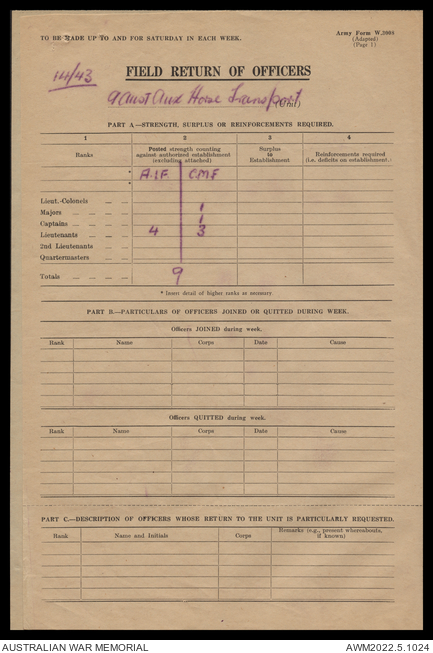 Army Form W.3008
(Adapted)
(Page 1)
TO BE MADE UP TO AND FOR SATURDAY IN EACH WEEK.
14/43
FIELD RETURN OF OFFICERS
9 Aust Aux Horse Transport
(Unit)
PART A—STRENGTH, SURPLUS OR REINFORCEMENTS REQUIRED.
1 2 3 4
Ranks Posted strength counting against authorized establishment (excluding attached) Surplus to Establishment Reinforcements required (i.e. deficits on establishment.)
* A.I.F. C.M.F
*
Lieut.-Colonels
Majors 1
Captains 1
Lieutenants 4 3
2nd Lieutenants
Quartermasters
Totals 9
* Insert detail of higher ranks as necessary.
PART B.—PARTICULARS OF OFFICERS JOINED OR QUITTED DURING WEEK.
Officers JOINED during week.
Rank Name Corps Date Cause
Officers QUITTED during week.
Rank Name Corps Date Cause
PART C.—DESCRIPTION OF OFFICERS WHOSE RETURN TO THE UNIT IS PARTICULARLY REQUESTED.
Rank Name and Initials Corps Remarks (e.g., present whereabouts, if known)
AUSTRALIAN WAR MEMORIAL AWM2022.5.1024